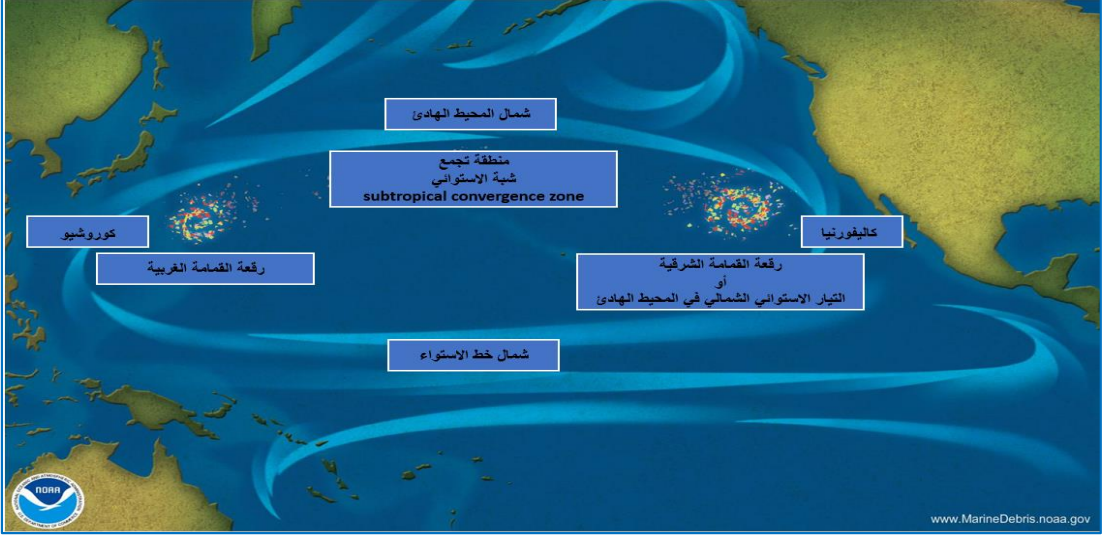 شمال المحيط الهادئ
منطقة تجمع
شبة الاستوائي
subtropical convergence zone
كوروشيو
كاليفورنيا
رقعة القمامة الغربية
رقعة القمامة الشرقية
أو
التيار الاستوائي الشمالي في المحيط الهادئ
شمال خط الاستواء
NOAA
www.MarineDebris.noaa.gov